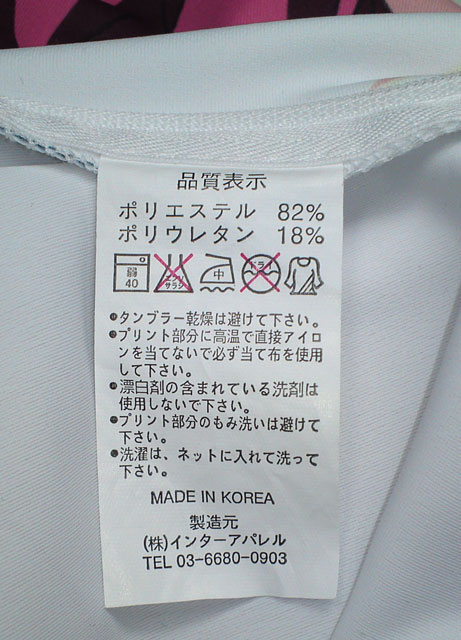 品質表示
ポリエステル 82%
ポリウレタン 18%
弱
40
エンソ
サラシ
中
ドライ
●タンブラー乾燥は避けて下さい。
●プリント部分に高温で直接アイロ
ンを当てないで必ず当て布を使用
して下さい。
●漂白剤の含まれている洗剤は
使用しないで下さい。
●プリント部分のもみ洗いは避けて
下さい。
●洗濯は、ネットに入れて洗って
下さい。
MADE IN KOREA
製造元
(株)インターアパレル
TEL 03-6680-0903